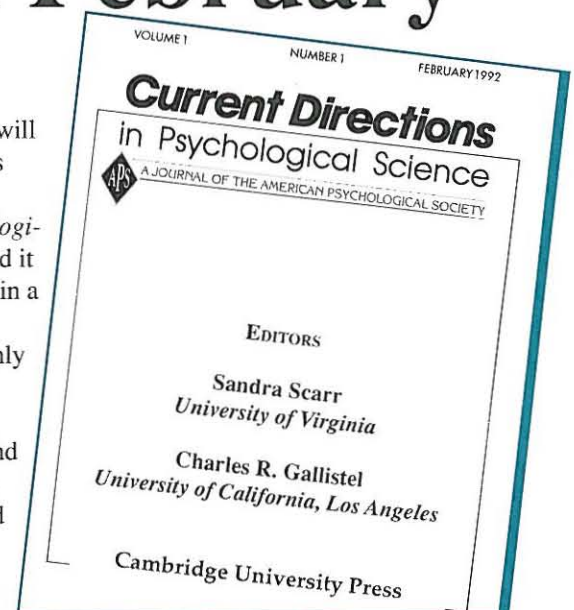 February
will
s
ogi-
d it
in a
nly
nd
d
VOLUME 1 NUMBER 1 FEBRUARY 1992
Current Directions
in Psychological Science
APS A JOURNAL OF THE AMERICAN PSYCHOLOGICAL SOCIETY
EDITORS
Sandra Scarr
University of Virginia
Charles R. Gallistel
University of California, Los Angeles
Cambridge University Press